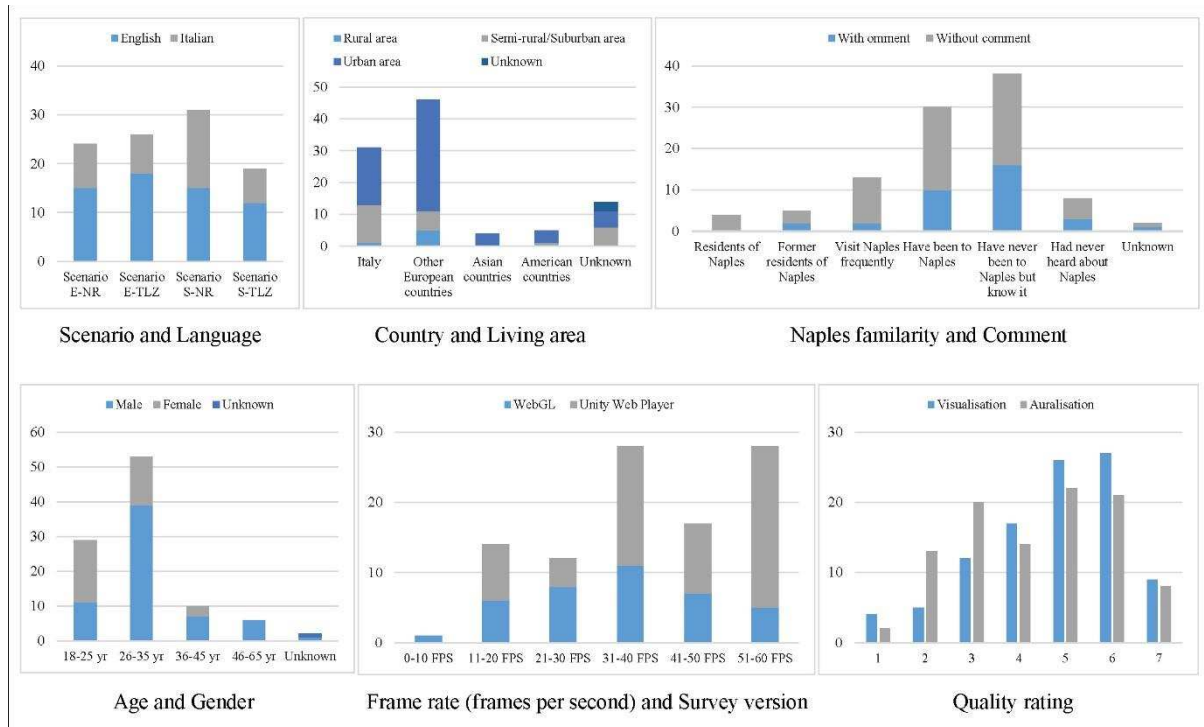 English Italian
40
30
20
10
0
Scenario E-NR
Scenario E-TLZ
Scenario S-NR
Scenario S-TLZ
Scenario and Language
Rural area Semi-rural/Suburban area
Urban area Unknown
50
40
30
20
10
0
Italy
Other European countries
Asian countries
American countries
Unknown
Country and Living area
With omment Without comment
40
30
20
10
0
Residents of Naples
Former residents of Naples
Visit Naples frequently
Have been to Naples
Have never been to Naples but know it
Had never heard about Naples
Unknown
Naples familarity and Comment
Male Female Unknown
60
50
40
30
20
10
0
18-25 yr 26-35 yr 36-45 yr 46-65 yr Unknown
Age and Gender
WebGL Unity Web Player
30
20
10
0
0-10 FPS 11-20 FPS 21-30 FPS 31-40 FPS 41-50 FPS 51-60 FPS
Frame rate (frames per second) and Survey version
Visualisation Auralisation
30
20
10
0
1 2 3 4 5 6 7
Quality rating